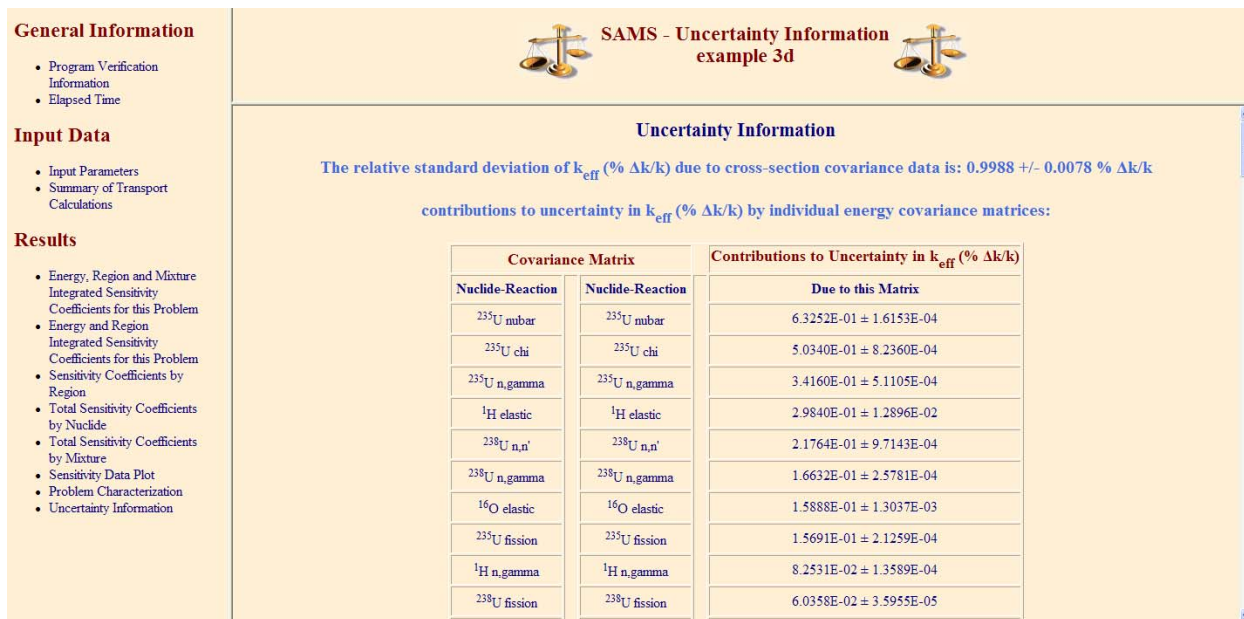 General Information
• Program Verification
Information
• Elapsed Time
Input Data
• Input Parameters
• Summary of Transport
Calculations
Results
• Energy, Region and Mixture
Integrated Sensitivity
Coefficients for this Problem
• Energy and Region
Integrated Sensitivity
Coefficients for this Problem
• Sensitivity Coefficients by
Region
• Total Sensitivity Coefficients
by Nuclide
• Total Sensitivity Coefficients
by Mixture
• Sensitivity Data Plot
• Problem Characterization
• Uncertainty Information
SAMS - Uncertainty Information
example 3d
Uncertainty Information
The relative standard deviation of k_eff (% Δk/k) due to cross-section covariance data is: 0.9988 +/- 0.0078 % Δk/k
contributions to uncertainty in k_eff (% Δk/k) by individual energy covariance matrices:
Covariance Matrix Contributions to Uncertainty in k_eff (% Δk/k)
Nuclide-Reaction Nuclide-Reaction Due to this Matrix
²³⁵U nubar ²³⁵U nubar 6.3252E-01 ± 1.6153E-04
²³⁵U chi ²³⁵U chi 5.0340E-01 ± 8.2360E-04
²³⁵U n,gamma ²³⁵U n,gamma 3.4160E-01 ± 5.1105E-04
¹H elastic ¹H elastic 2.9840E-01 ± 1.2896E-02
²³⁸U n,n' ²³⁸U n,n' 2.1764E-01 ± 9.7143E-04
²³⁸U n,gamma ²³⁸U n,gamma 1.6632E-01 ± 2.5781E-04
¹⁶O elastic ¹⁶O elastic 1.5888E-01 ± 1.3037E-03
²³⁵U fission ²³⁵U fission 1.5691E-01 ± 2.1259E-04
¹H n,gamma ¹H n,gamma 8.2531E-02 ± 1.3589E-04
²³⁸U fission ²³⁸U fission 6.0358E-02 ± 3.5955E-05